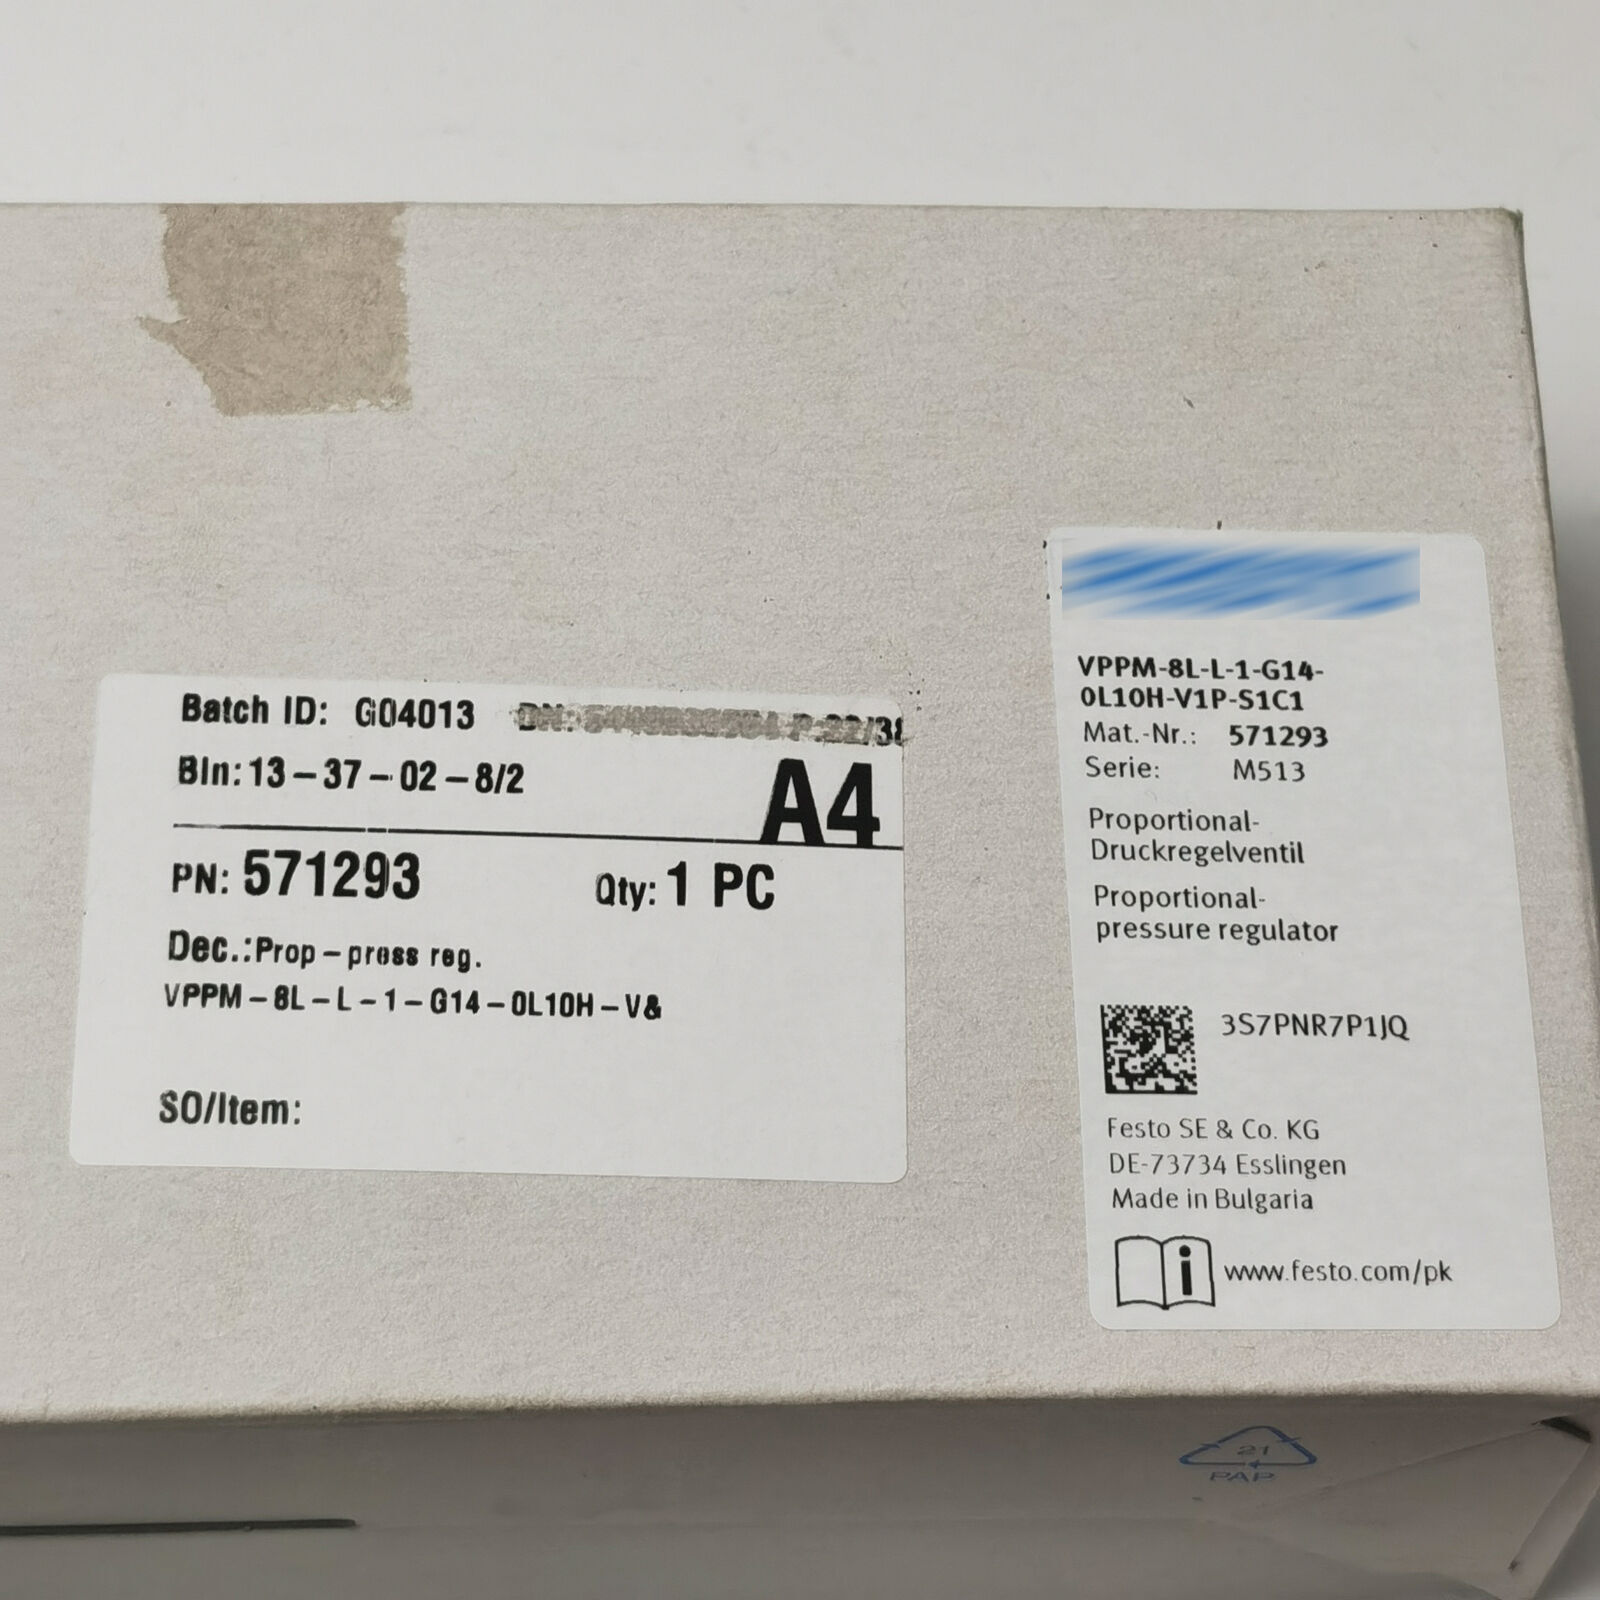 Batch ID: G04013
Bin: 13-37-02-8/2
A4
PN: 571293 Qty: 1 PC
Dec.:Prop-press reg.
VPPM-8L-L-1-G14-0L10H-V&
SO/Item:
VPPM-8L-L-1-G14-
0L10H-V1P-S1C1
Mat.-Nr.: 571293
Serie: M513
Proportional-
Druckregelventil
Proportional-
pressure regulator
3S7PNR7P1JQ
Festo SE & Co. KG
DE-73734 Esslingen
Made in Bulgaria
www.festo.com/pk
21
PAP